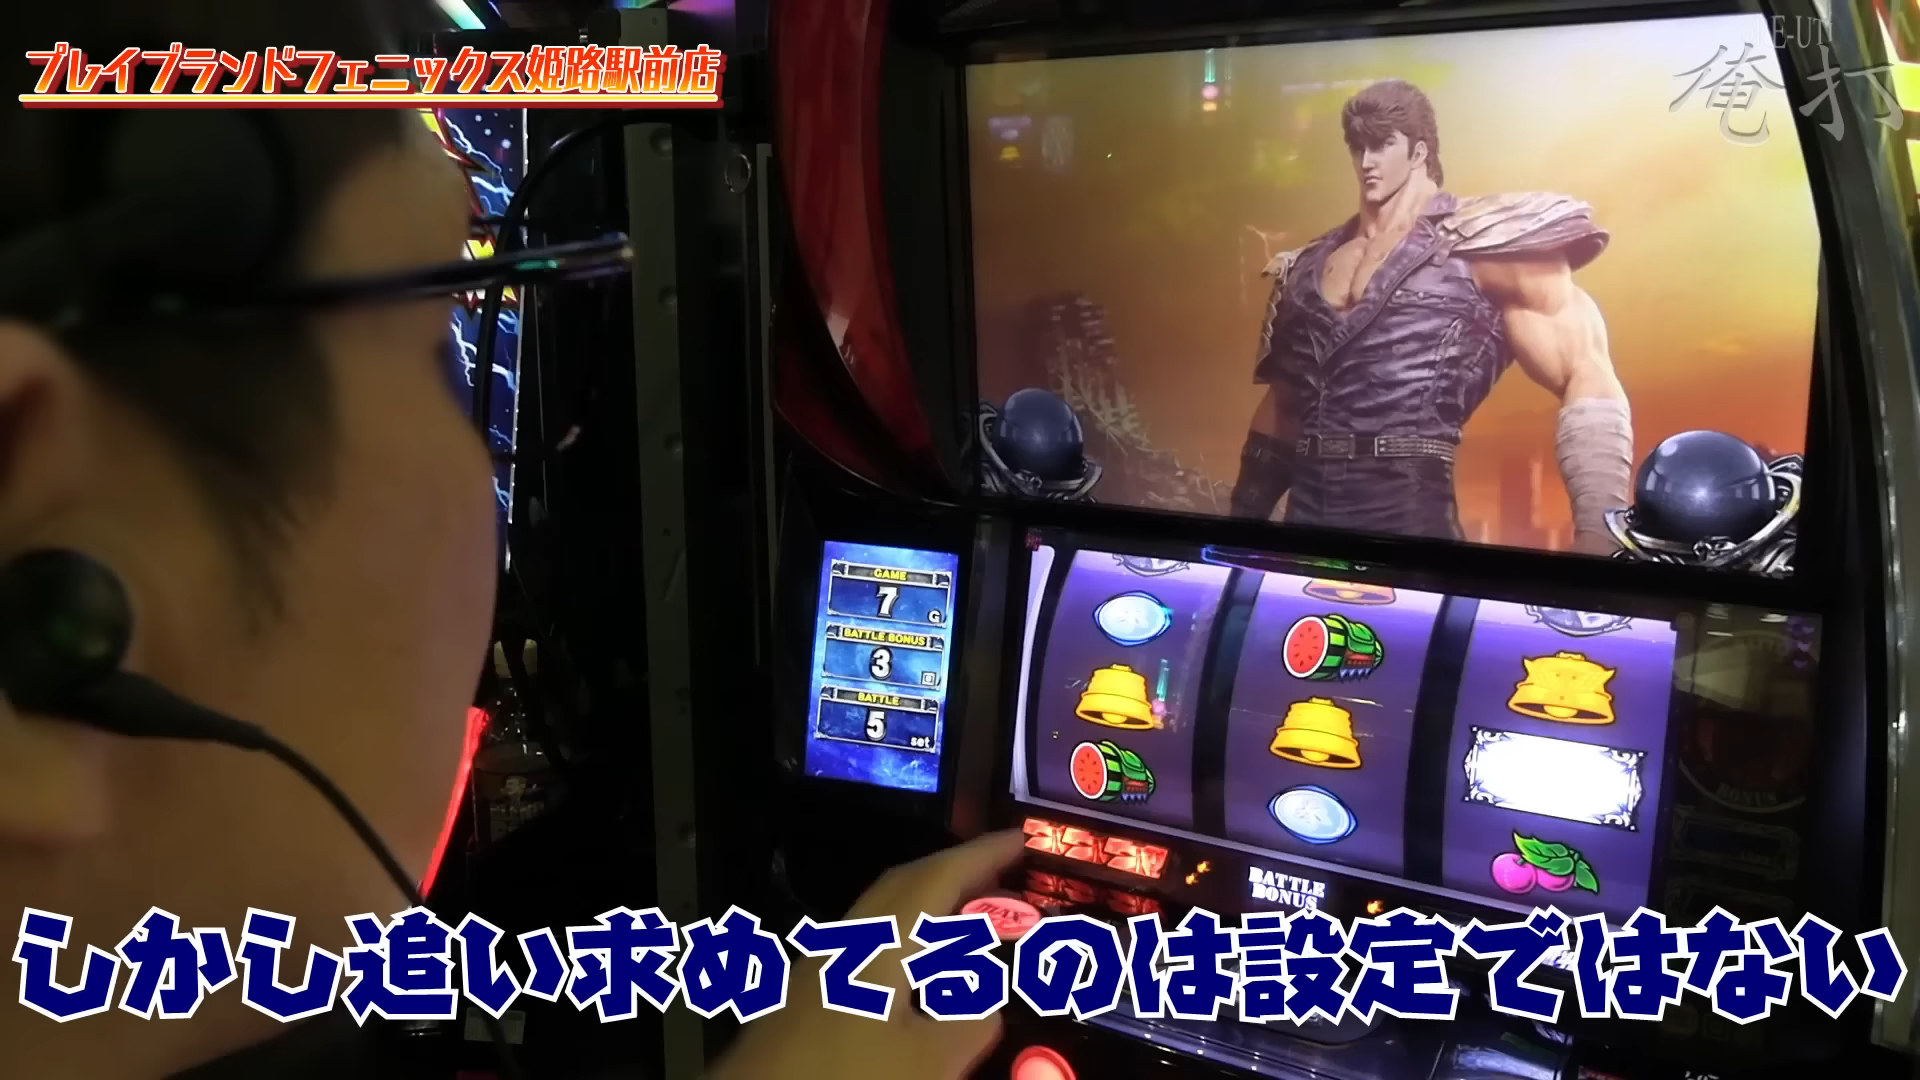 プレイブランドフェニックス姫路駅前店
俺打
GAME
7
G
BATTLE BONUS
3
BATTLE
5
set
BATTLE
BONUS
しかし追い求めてるのは設定ではない